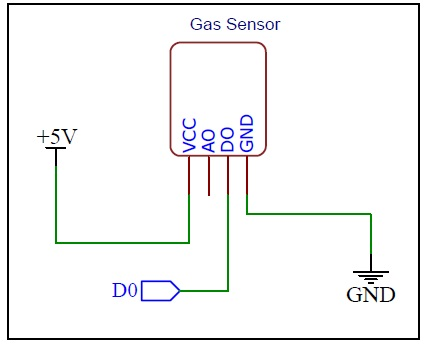 Gas Sensor
VCC
AO
DO
GND
+5V
D0
GND